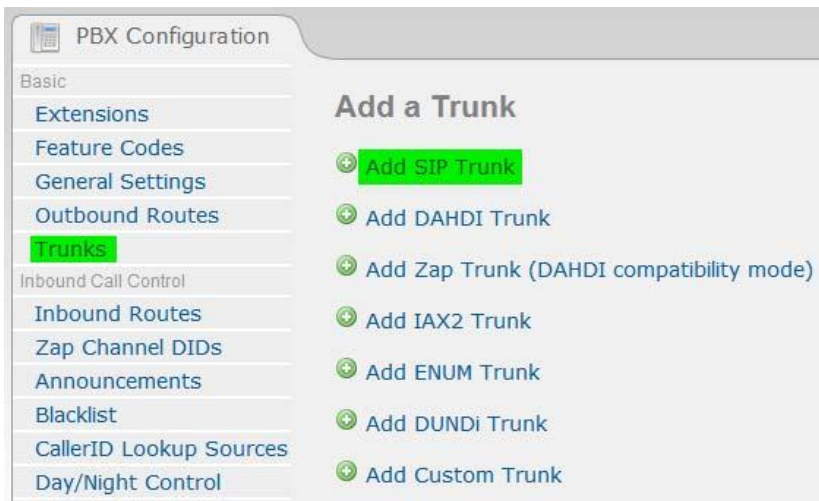 PBX Configuration
Basic
Extensions
Feature Codes
General Settings
Outbound Routes
Trunks
Inbound Call Control
Inbound Routes
Zap Channel DIDs
Announcements
Blacklist
CallerID Lookup Sources
Day/Night Control
Add a Trunk
Add SIP Trunk
Add DAHDI Trunk
Add Zap Trunk (DAHDI compatibility mode)
Add IAX2 Trunk
Add ENUM Trunk
Add DUNDi Trunk
Add Custom Trunk